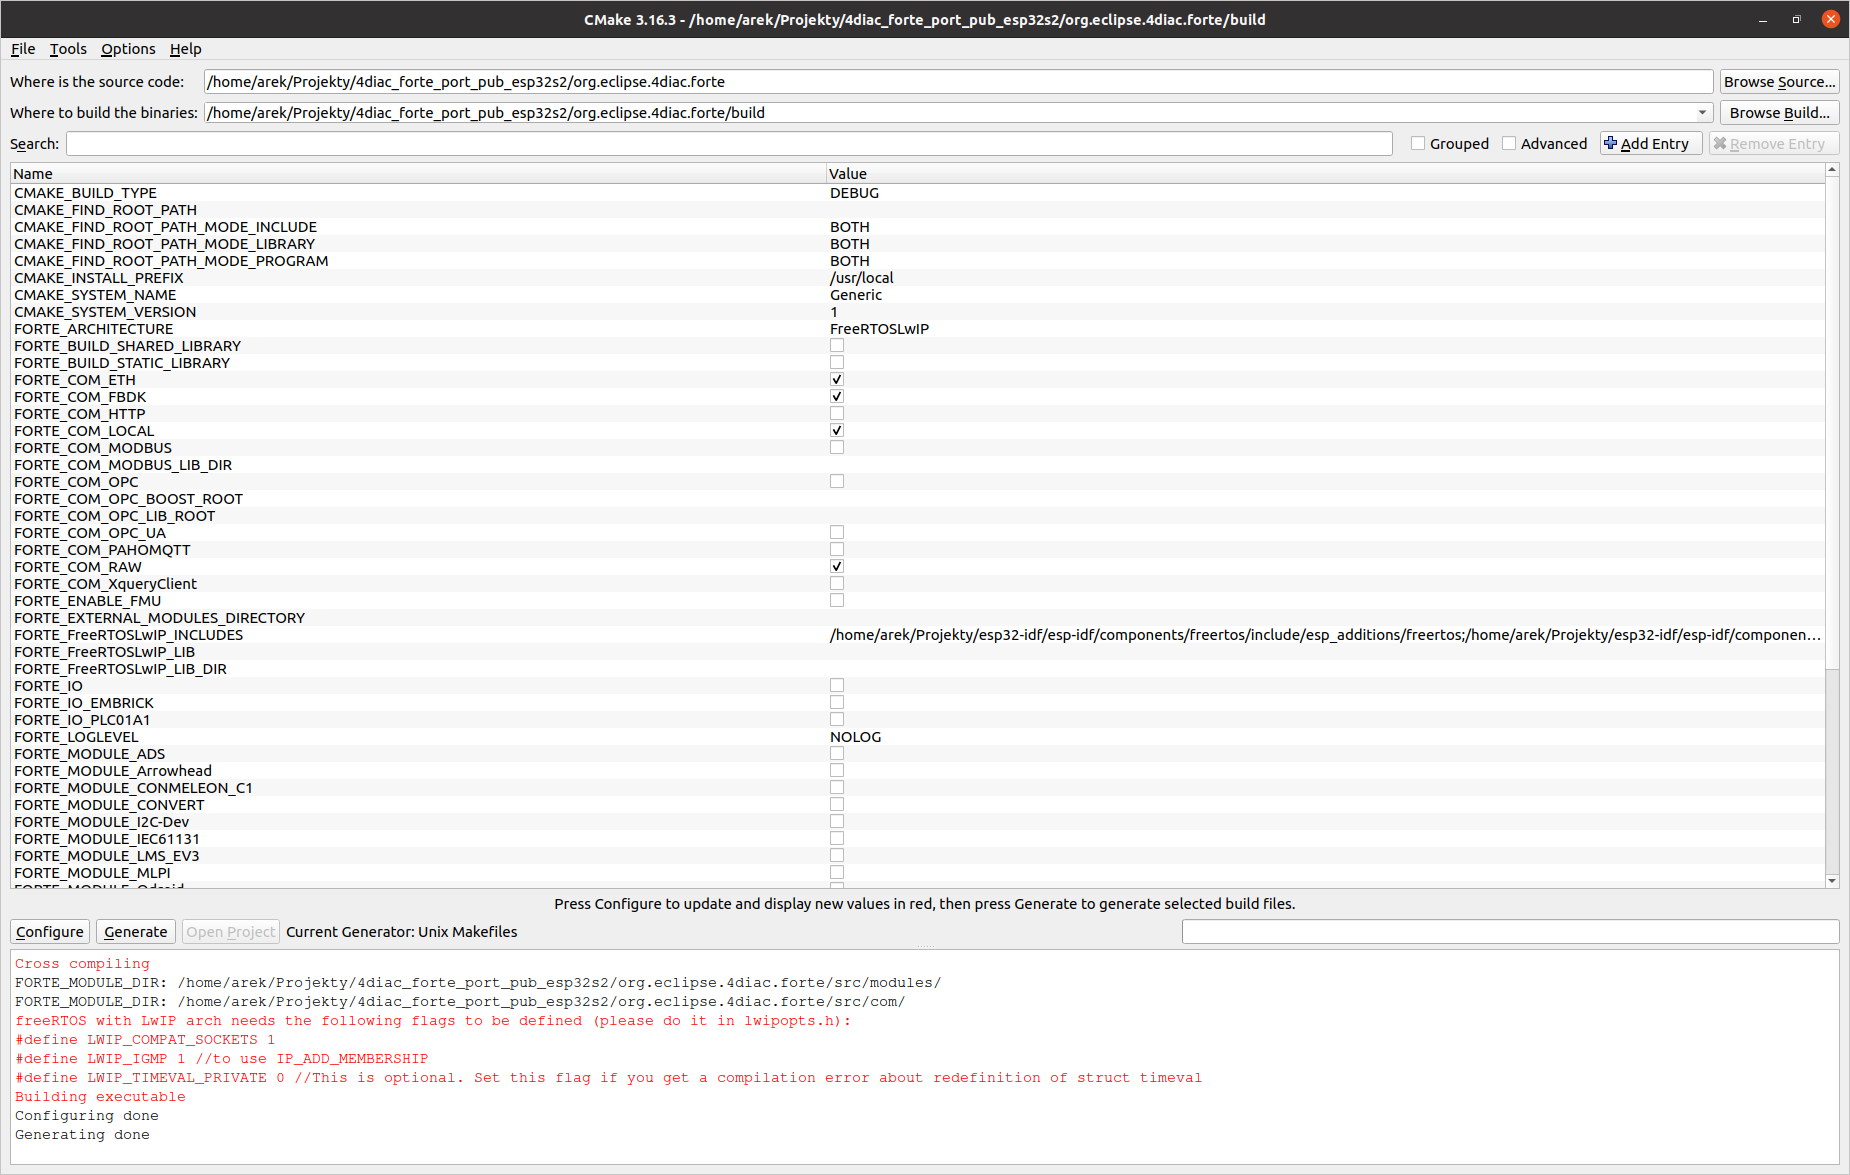 CMake 3.16.3 - /home/arek/Projekty/4diac_forte_port_pub_esp32s2/org.eclipse.4diac.forte/build
File Tools Options Help
Where is the source code: /home/arek/Projekty/4diac_forte_port_pub_esp32s2/org.eclipse.4diac.forte Browse Source...
Where to build the binaries: /home/arek/Projekty/4diac_forte_port_pub_esp32s2/org.eclipse.4diac.forte/build Browse Build...
Search: Grouped Advanced Add Entry Remove Entry
Name Value
CMAKE_BUILD_TYPE DEBUG
CMAKE_FIND_ROOT_PATH
CMAKE_FIND_ROOT_PATH_MODE_INCLUDE BOTH
CMAKE_FIND_ROOT_PATH_MODE_LIBRARY BOTH
CMAKE_FIND_ROOT_PATH_MODE_PROGRAM BOTH
CMAKE_INSTALL_PREFIX /usr/local
CMAKE_SYSTEM_NAME Generic
CMAKE_SYSTEM_VERSION 1
FORTE_ARCHITECTURE FreeRTOSLwIP
FORTE_BUILD_SHARED_LIBRARY
FORTE_BUILD_STATIC_LIBRARY
FORTE_COM_ETH
FORTE_COM_FBDK
FORTE_COM_HTTP
FORTE_COM_LOCAL
FORTE_COM_MODBUS
FORTE_COM_MODBUS_LIB_DIR
FORTE_COM_OPC
FORTE_COM_OPC_BOOST_ROOT
FORTE_COM_OPC_LIB_ROOT
FORTE_COM_OPC_UA
FORTE_COM_PAHOMQTT
FORTE_COM_RAW
FORTE_COM_XqueryClient
FORTE_ENABLE_FMU
FORTE_EXTERNAL_MODULES_DIRECTORY
FORTE_FreeRTOSLwIP_INCLUDES /home/arek/Projekty/esp32-idf/esp-idf/components/freertos/include/esp_additions/freertos;/home/arek/Projekty/esp32-idf/esp-idf/componen...
FORTE_FreeRTOSLwIP_LIB
FORTE_FreeRTOSLwIP_LIB_DIR
FORTE_IO
FORTE_IO_EMBRICK
FORTE_IO_PLC01A1
FORTE_LOGLEVEL NOLOG
FORTE_MODULE_ADS
FORTE_MODULE_Arrowhead
FORTE_MODULE_CONMELEON_C1
FORTE_MODULE_CONVERT
FORTE_MODULE_I2C-Dev
FORTE_MODULE_IEC61131
FORTE_MODULE_LMS_EV3
FORTE_MODULE_MLPI
Press Configure to update and display new values in red, then press Generate to generate selected build files.
Configure Generate Open Project Current Generator: Unix Makefiles
Cross compiling
FORTE_MODULE_DIR: /home/arek/Projekty/4diac_forte_port_pub_esp32s2/org.eclipse.4diac.forte/src/modules/
FORTE_MODULE_DIR: /home/arek/Projekty/4diac_forte_port_pub_esp32s2/org.eclipse.4diac.forte/src/com/
freeRTOS with LwIP arch needs the following flags to be defined (please do it in lwipopts.h):
#define LWIP_COMPAT_SOCKETS 1
#define LWIP_IGMP 1 //to use IP_ADD_MEMBERSHIP
#define LWIP_TIMEVAL_PRIVATE 0 //This is optional. Set this flag if you get a compilation error about redefinition of struct timeval
Building executable
Configuring done
Generating done